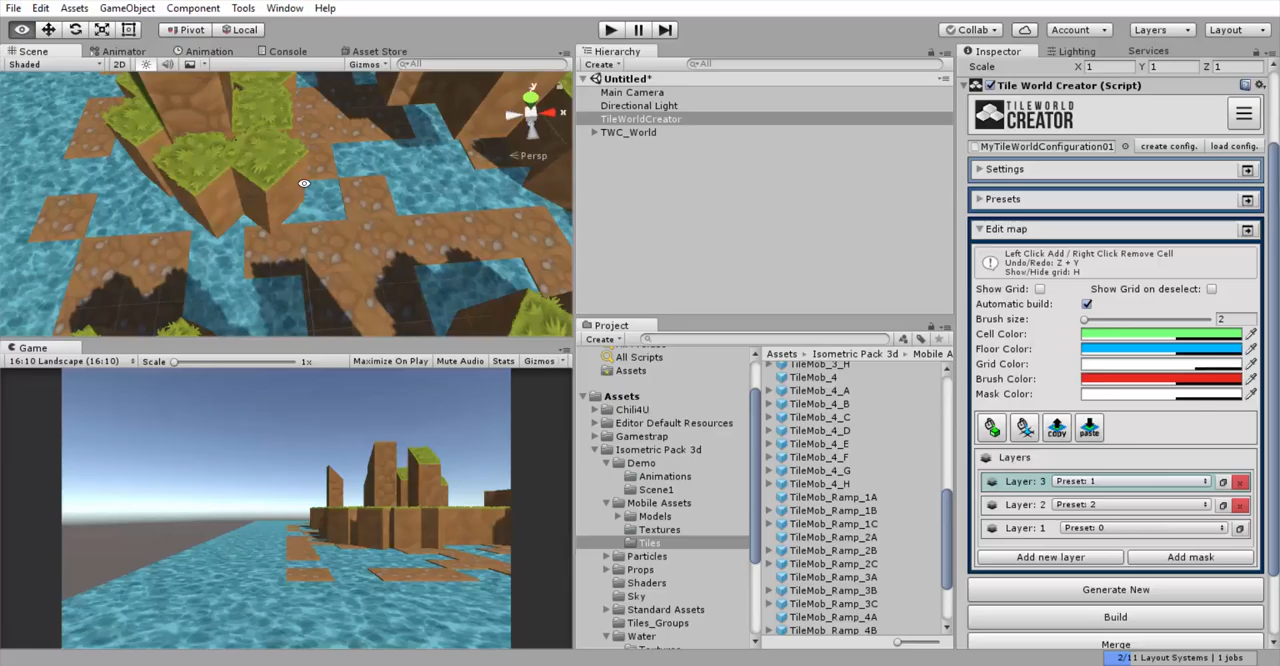 File Edit Assets GameObject Component Tools Window Help
Pivot Local
Collab Account Layers Layout
Scene Animator Animation Console Asset Store
Shaded 2D Gizmos All
y
x
Persp
Game
16:10 Landscape (16:10) Scale 1x Maximize On Play Mute Audio Stats Gizmos
Hierarchy
Create All
Untitled*
Main Camera
Directional Light
TileWorldCreator
TWC_World
Project
Create
All Scripts
Assets
Assets
Chili4U
Editor Default Resources
Gamestrap
Isometric Pack 3d
Demo
Animations
Scene1
Mobile Assets
Models
Textures
Tiles
Particles
Props
Shaders
Sky
Standard Assets
Tiles_Groups
Water
Assets Isometric Pack 3d Mobile A
TileMob_3_H
TileMob_4
TileMob_4_A
TileMob_4_B
TileMob_4_C
TileMob_4_D
TileMob_4_E
TileMob_4_F
TileMob_4_G
TileMob_4_H
TileMob_Ramp_1A
TileMob_Ramp_1B
TileMob_Ramp_1C
TileMob_Ramp_2A
TileMob_Ramp_2B
TileMob_Ramp_2C
TileMob_Ramp_3A
TileMob_Ramp_3B
TileMob_Ramp_3C
TileMob_Ramp_4A
TileMob_Ramp_4B
Inspector Lighting Services
Scale X 1 Y 1 Z 1
Tile World Creator (Script)
TILEWORLD
CREATOR
MyTileWorldConfiguration01 create config. load config.
Settings
Presets
Edit map
Left Click Add / Right Click Remove Cell
Undo/Redo: Z + Y
Show/Hide grid: H
Show Grid: Show Grid on deselect:
Automatic build:
Brush size: 2
Cell Color:
Floor Color:
Grid Color:
Brush Color:
Mask Color:
COPY paste
Layers
Layer: 3 Preset: 1 x
Layer: 2 Preset: 2 x
Layer: 1 Preset: 0
Add new layer Add mask
Generate New
Build
Merge
2/11 Layout Systems | 1 jobs